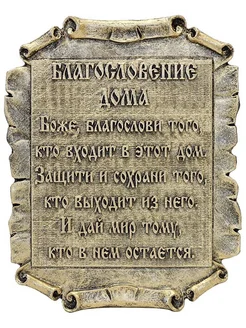 БЛАГОСЛОВЕНИЕ
ДОМА
БОЖЕ, БЛАГОСЛОВИ ТОГО,
КТО ВХОДИТ В ЭТОТ ДОМ.
ЗАЩИТИ И СОХРАНИ ТОГО,
КТО ВЫХОДИТ ИЗ НЕГО.
И ДАЙ МИР ТОМУ,
КТО В НЕМ ОСТАЕТСЯ.